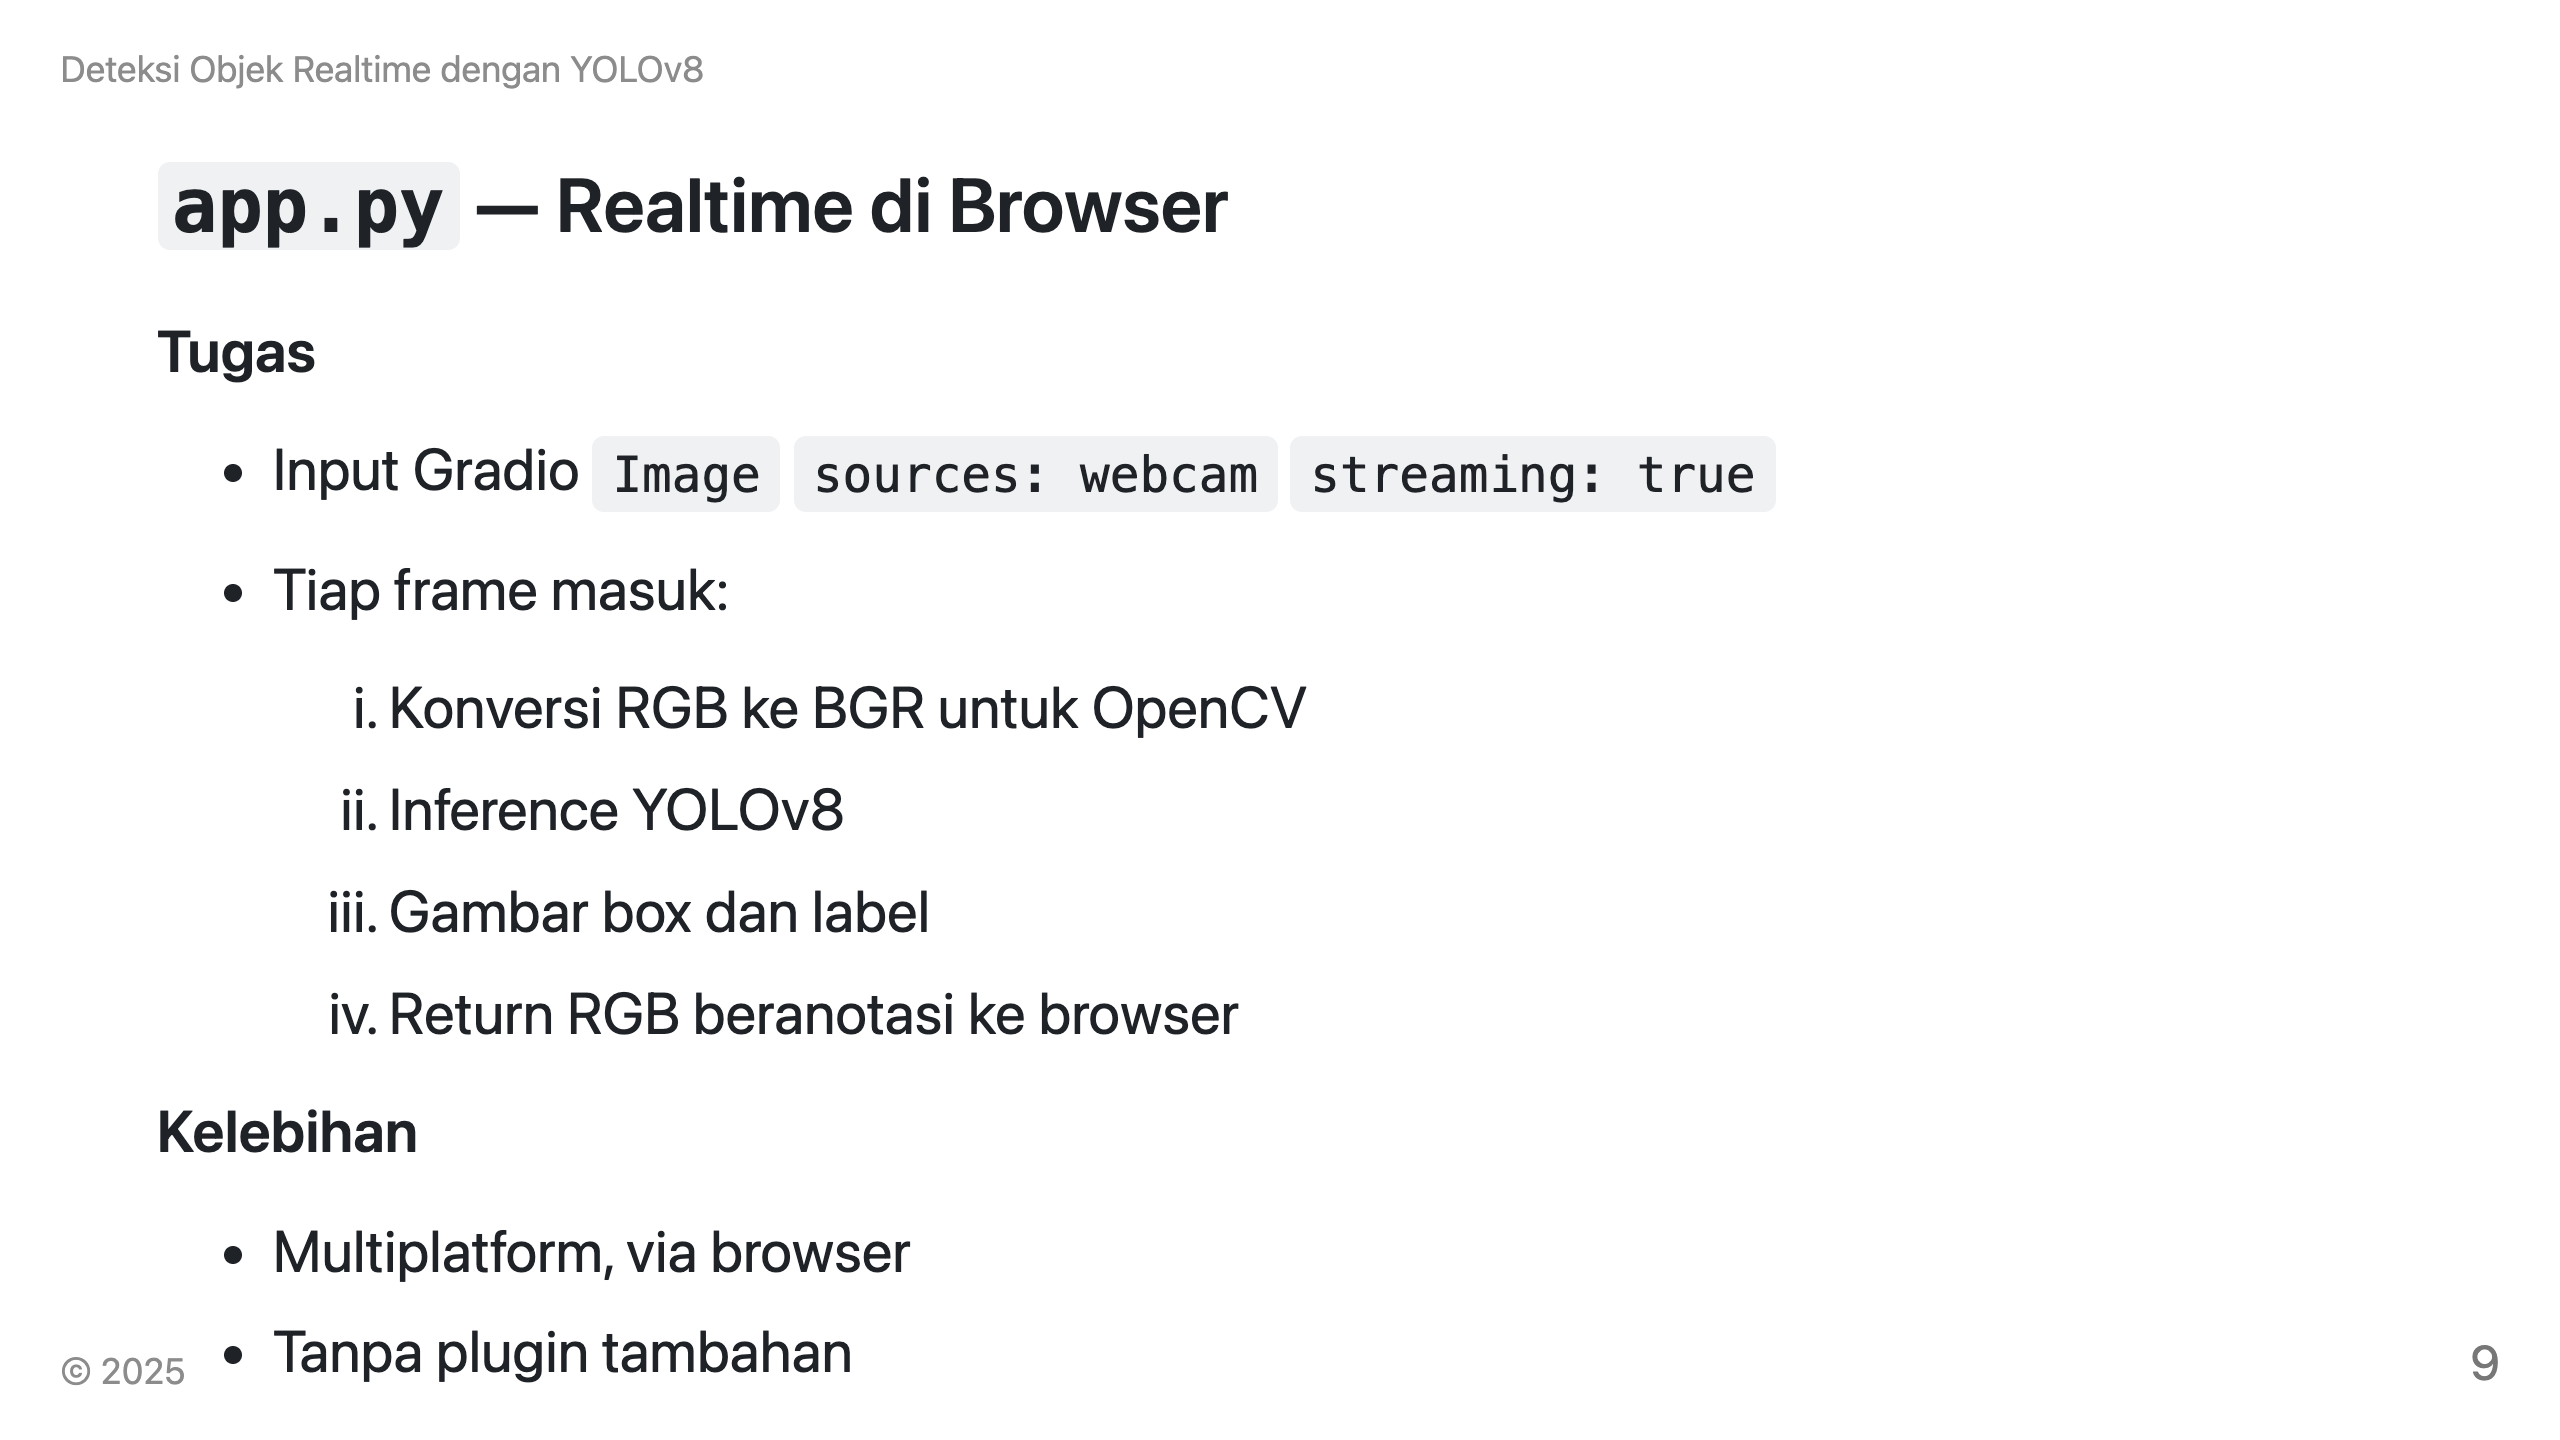 Deteksi Objek Realtime dengan YOLOv8
app.py — Realtime di Browser
Tugas
• Input Gradio Image sources: webcam streaming: true
• Tiap frame masuk:
i. Konversi RGB ke BGR untuk OpenCV
ii. Inference YOLOv8
iii. Gambar box dan label
iv. Return RGB beranotasi ke browser
Kelebihan
• Multiplatform, via browser
• Tanpa plugin tambahan
© 2025
9